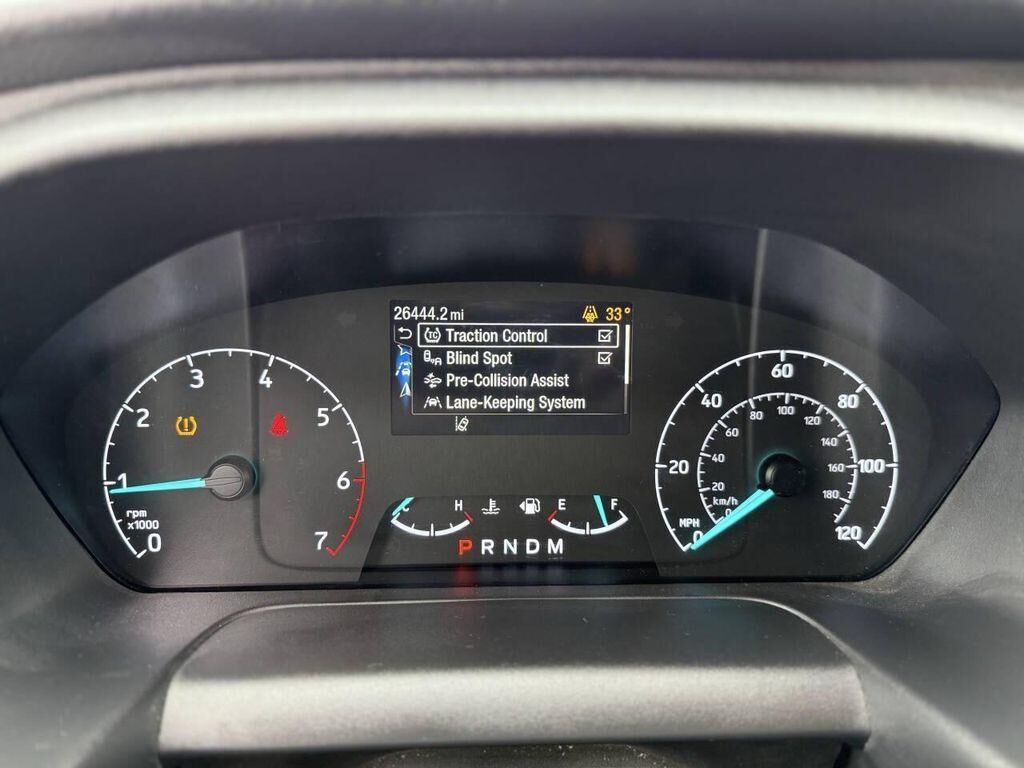 26444.2 mi 33°
TC Traction Control
Blind Spot
Pre-Collision Assist
Lane-Keeping System
0 1 2 3 4 5 6 7
rpm
x1000
C H E F
P R N D M
0 20 40 60 80 100 120
MPH
0 20 40 60 80 100 120 140 160 180
km/h